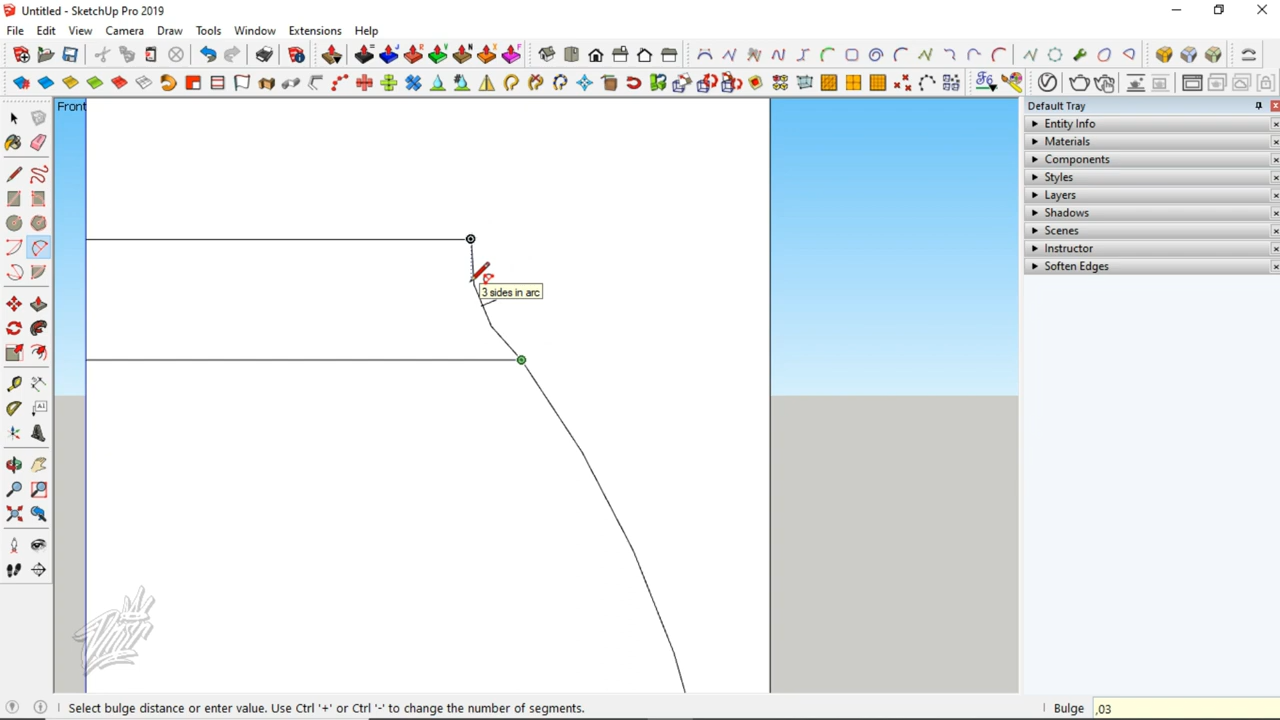 Untitled - SketchUp Pro 2019
File Edit View Camera Draw Tools Window Extensions Help
Front
Default Tray
Entity Info
Materials
Components
Styles
Layers
Shadows
Scenes
Instructor
Soften Edges
3 sides in arc
Select bulge distance or enter value. Use Ctrl '+' or Ctrl '-' to change the number of segments.
Bulge ,03